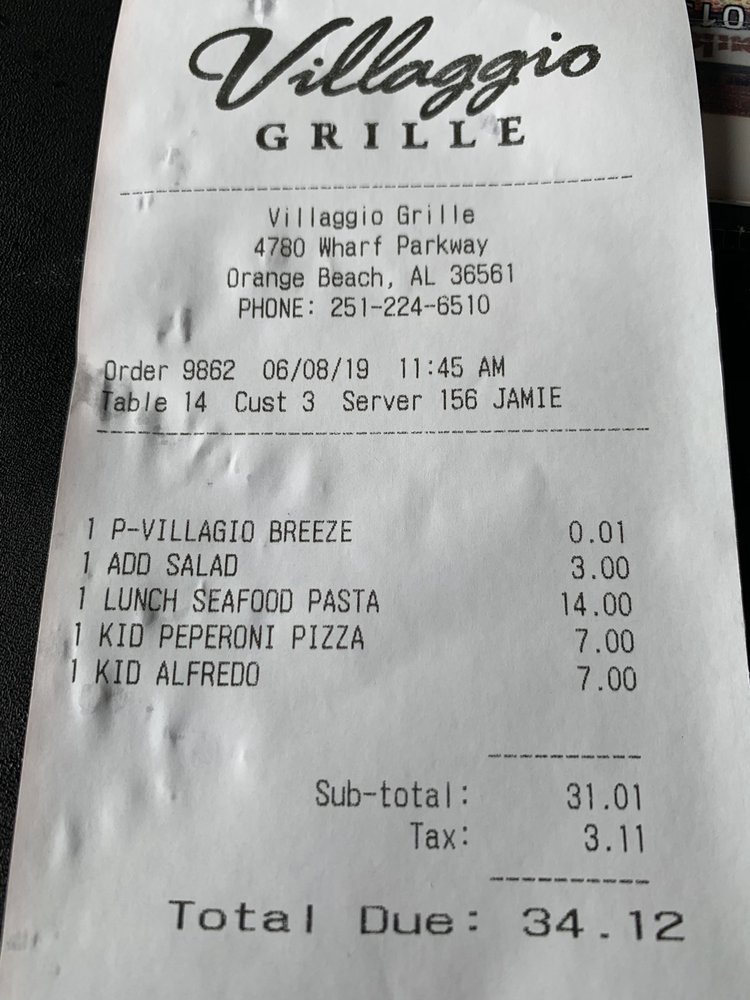 Villaggio
GRILLE
Villaggio Grille
4780 Wharf Parkway
Orange Beach, AL 36561
PHONE: 251-224-6510
Order 9862 06/08/19 11:45 AM
Table 14 Cust 3 Server 156 JAMIE
1 P-VILLAGIO BREEZE 0.01
1 ADD SALAD 3.00
1 LUNCH SEAFOOD PASTA 14.00
1 KID PEPERONI PIZZA 7.00
1 KID ALFREDO 7.00
Sub-total: 31.01
Tax: 3.11
Total Due: 34.12